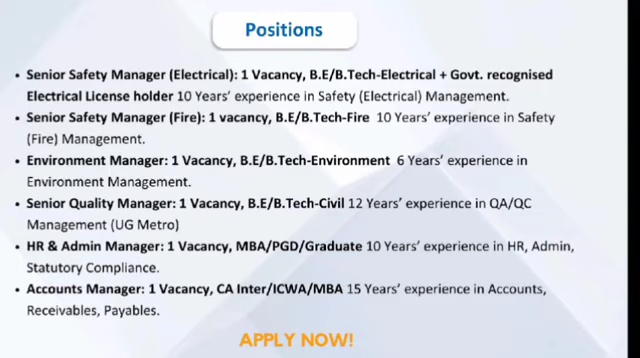 Positions
• Senior Safety Manager (Electrical): 1 Vacancy, B.E/B.Tech-Electrical + Govt. recognised
Electrical License holder 10 Years' experience in Safety (Electrical) Management.
• Senior Safety Manager (Fire): 1 vacancy, B.E/B.Tech-Fire 10 Years' experience in Safety
(Fire) Management.
• Environment Manager: 1 Vacancy, B.E/B.Tech-Environment 6 Years' experience in
Environment Management.
• Senior Quality Manager: 1 Vacancy, B.E/B.Tech-Civil 12 Years' experience in QA/QC
Management (UG Metro)
• HR & Admin Manager: 1 Vacancy, MBA/PGD/Graduate 10 Years' experience in HR, Admin,
Statutory Compliance.
• Accounts Manager: 1 Vacancy, CA Inter/ICWA/MBA 15 Years' experience in Accounts,
Receivables, Payables.
APPLY NOW!